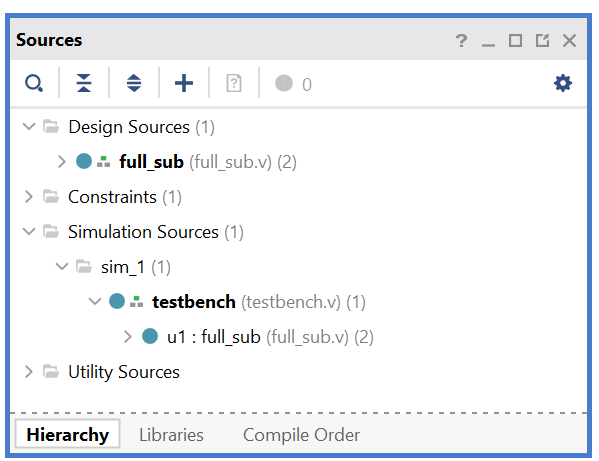 Sources ?
0
Design Sources (1)
full_sub (full_sub.v) (2)
Constraints (1)
Simulation Sources (1)
sim_1 (1)
testbench (testbench.v) (1)
u1 : full_sub (full_sub.v) (2)
Utility Sources
Hierarchy Libraries Compile Order